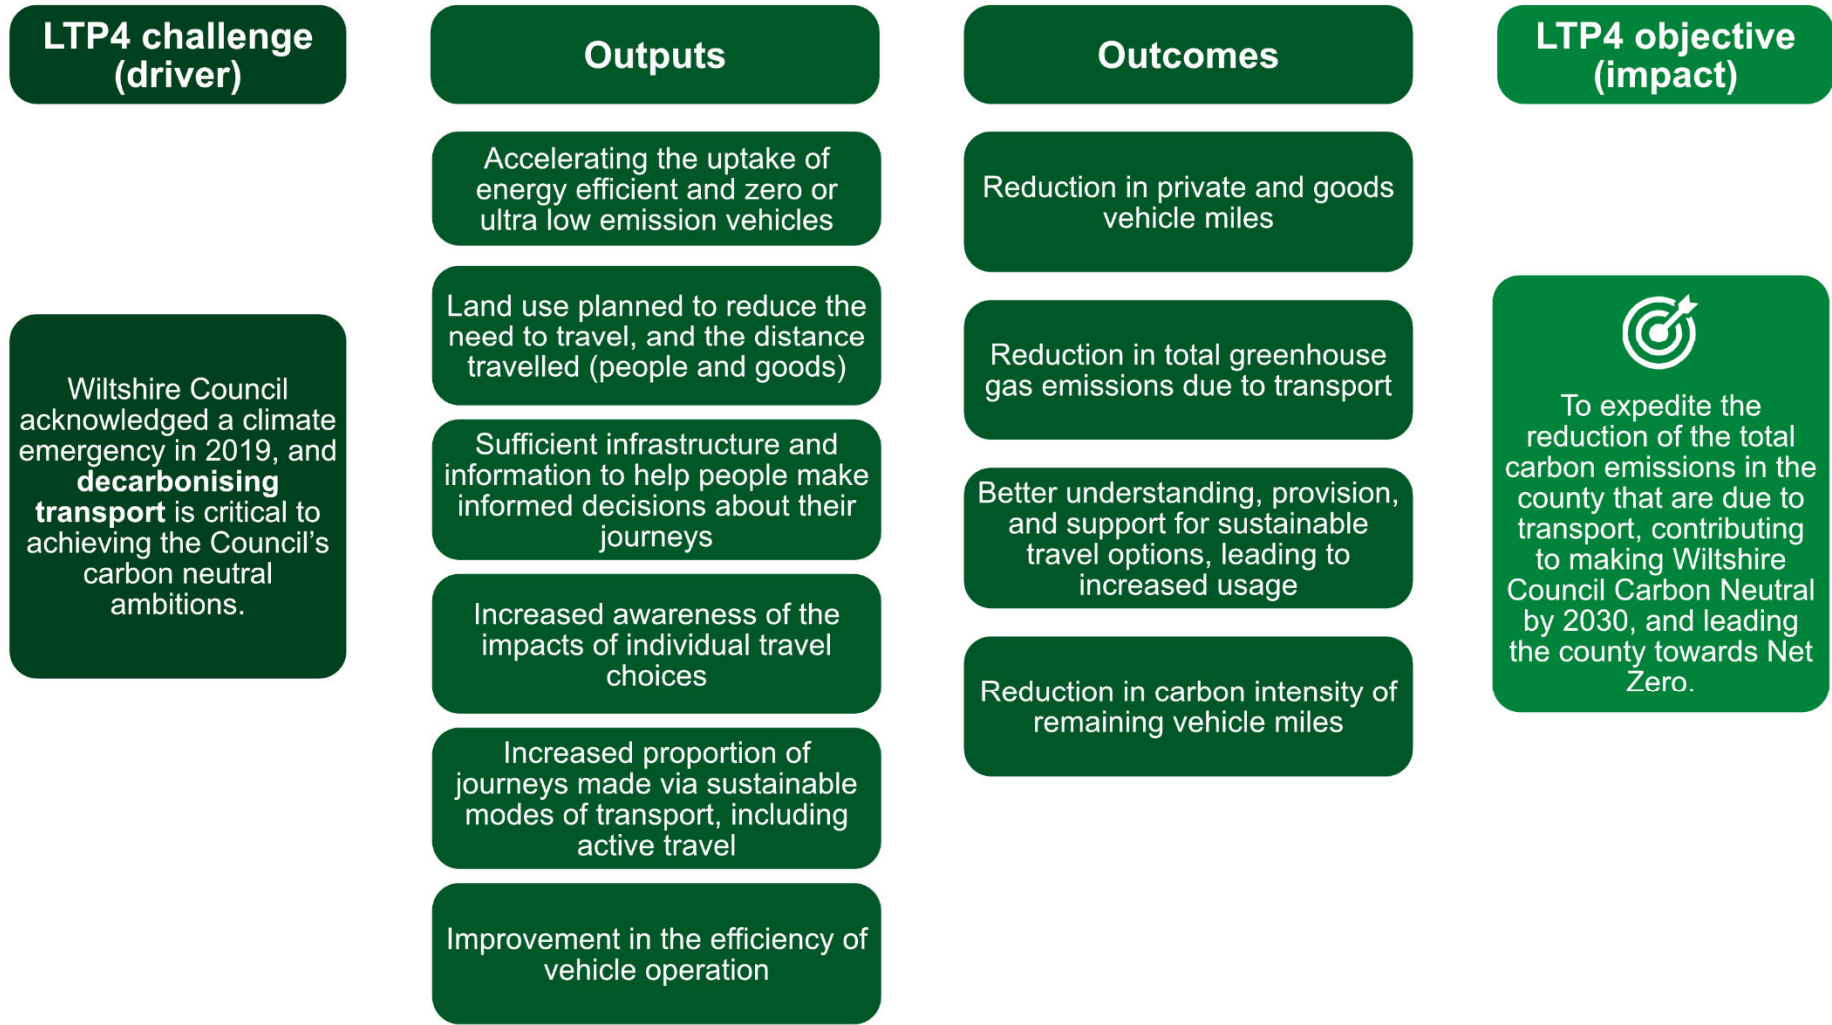 LTP4 challenge
(driver)
Outputs
Outcomes
LTP4 objective
(impact)
Wiltshire Council
acknowledged a climate
emergency in 2019, and
decarbonising
transport is critical to
achieving the Council’s
carbon neutral
ambitions.
Accelerating the uptake of
energy efficient and zero or
ultra low emission vehicles
Land use planned to reduce the
need to travel, and the distance
travelled (people and goods)
Sufficient infrastructure and
information to help people make
informed decisions about their
journeys
Increased awareness of the
impacts of individual travel
choices
Increased proportion of
journeys made via sustainable
modes of transport, including
active travel
Improvement in the efficiency of
vehicle operation
Reduction in private and goods
vehicle miles
Reduction in total greenhouse
gas emissions due to transport
Better understanding, provision,
and support for sustainable
travel options, leading to
increased usage
Reduction in carbon intensity of
remaining vehicle miles
To expedite the
reduction of the total
carbon emissions in the
county that are due to
transport, contributing
to making Wiltshire
Council Carbon Neutral
by 2030, and leading
the county towards Net
Zero.